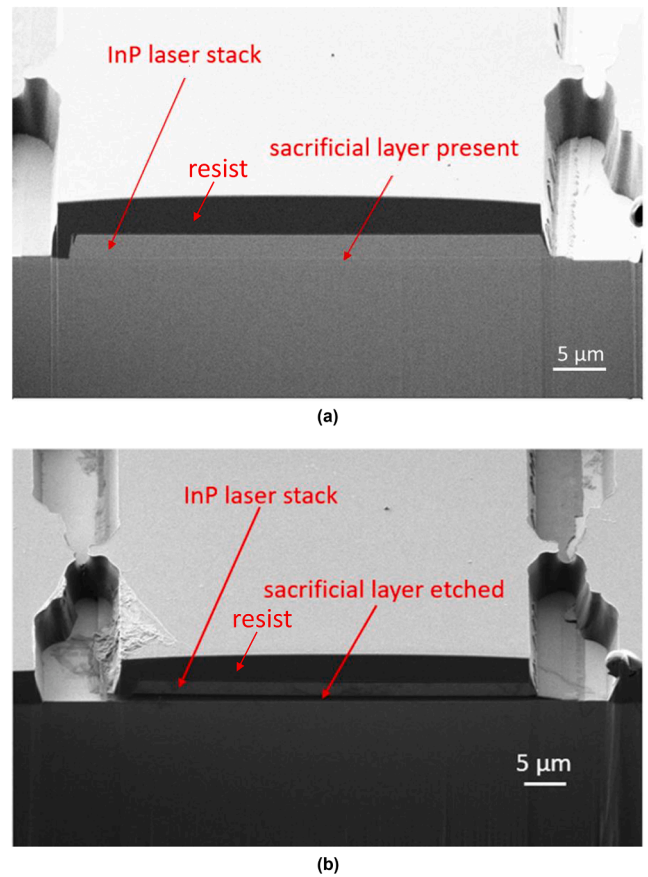 InP laser stack
sacrificial layer present
resist
5 μm
(a)
InP laser stack
sacrificial layer etched
resist
5 μm
(b)